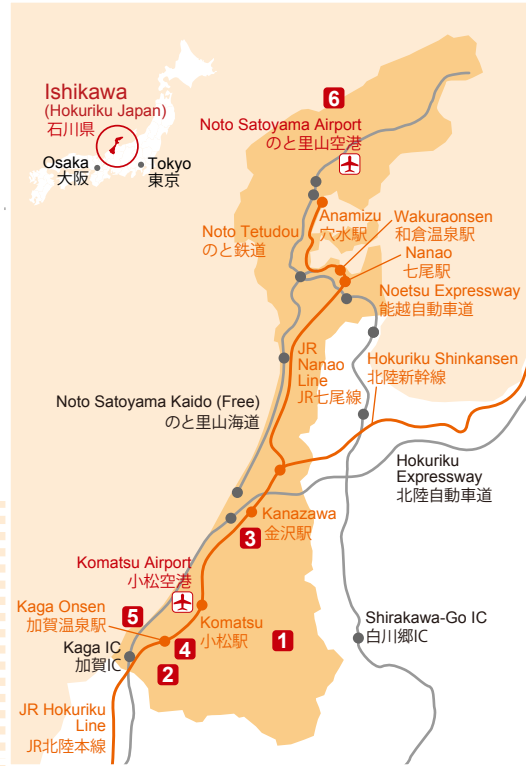 Ishikawa
(Hokuriku Japan)
石川県
Osaka
大阪
Tokyo
東京
6
Noto Satoyama Airport
のと里山空港
Noto Tetudou
のと鉄道
Anamizu
穴水駅
Wakuraonsen
和倉温泉駅
Nanao
七尾駅
Noetsu Expressway
能越自動車道
JR
Nanao
Line
JR七尾線
Hokuriku Shinkansen
北陸新幹線
Noto Satoyama Kaido (Free)
のと里山海道
Hokuriku
Expressway
北陸自動車道
Kanazawa
金沢駅
3
Komatsu Airport
小松空港
5
Kaga Onsen
加賀温泉駅
Komatsu
小松駅
1
Shirakawa-Go IC
白川郷IC
Kaga IC
加賀IC
4
2
JR Hokuriku
Line
JR北陸本線